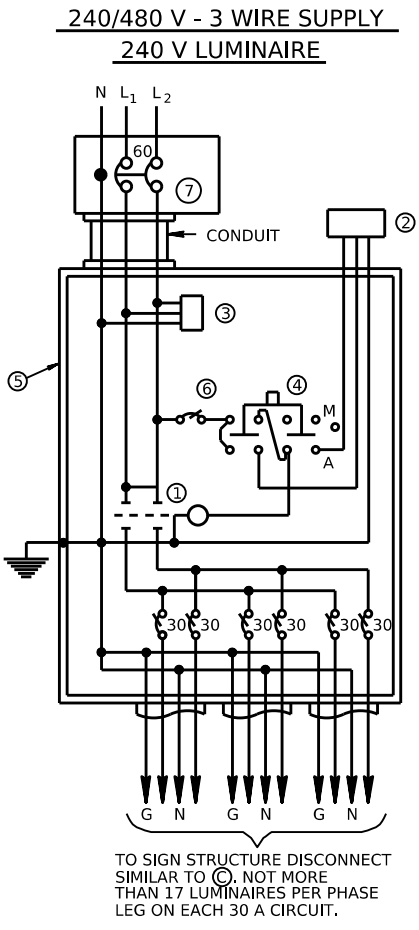 240/480 V - 3 WIRE SUPPLY
240 V LUMINAIRE
N L1 L2
60
7
2
CONDUIT
3
5
6
4
M
A
1
30 30 30 30 30 30
G N G N G N
TO SIGN STRUCTURE DISCONNECT
SIMILAR TO Ⓒ. NOT MORE
THAN 17 LUMINAIRES PER PHASE
LEG ON EACH 30 A CIRCUIT.